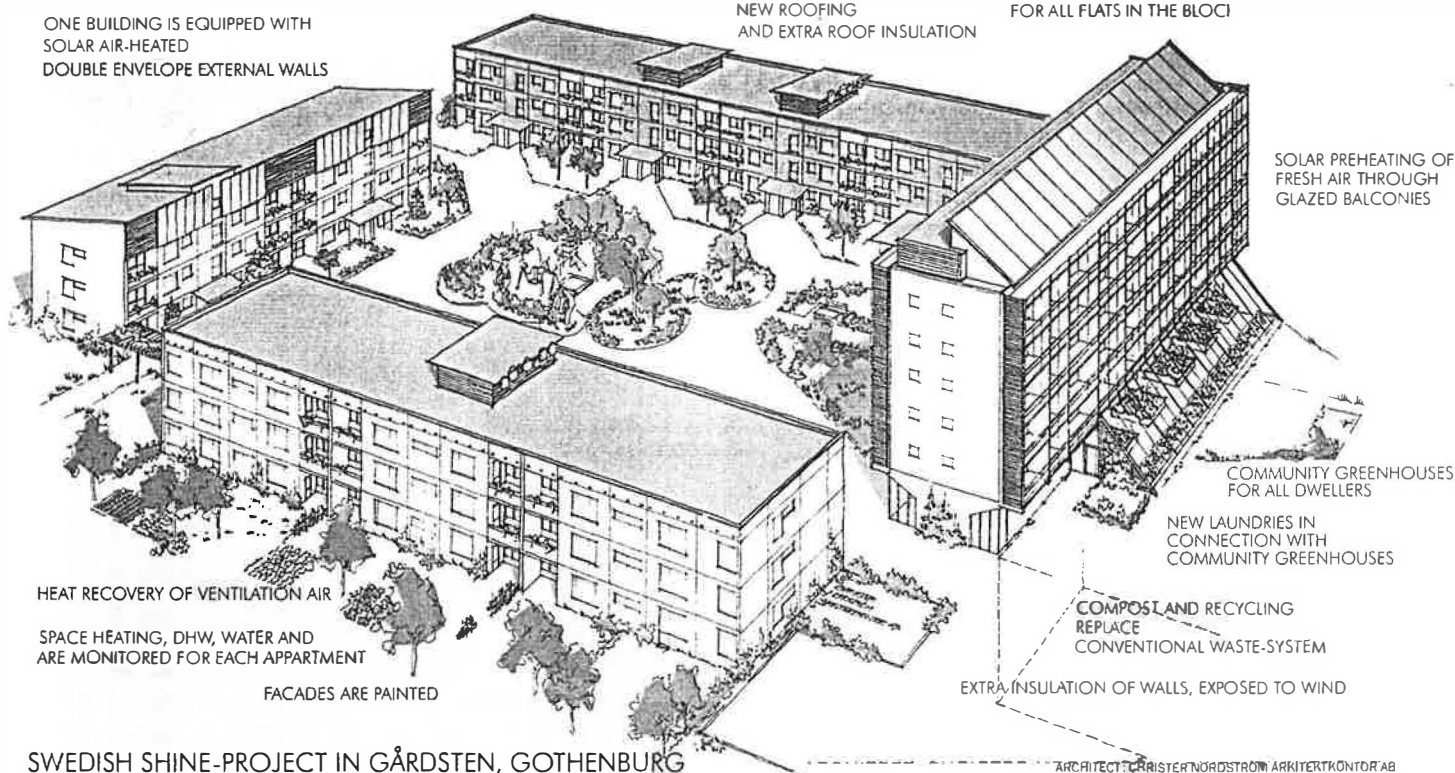 ONE BUILDING IS EQUIPPED WITH
SOLAR AIR-HEATED
DOUBLE ENVELOPE EXTERNAL WALLS
NEW ROOFING
AND EXTRA ROOF INSULATION
FOR ALL FLATS IN THE BLOC
SOLAR PREHEATING OF
FRESH AIR THROUGH
GLAZED BALCONIES
COMMUNITY GREENHOUSES
FOR ALL DWELLERS
NEW LAUNDRIES IN
CONNECTION WITH
COMMUNITY GREENHOUSES
HEAT RECOVERY OF VENTILATION AIR
SPACE HEATING, DHW, WATER AND
ARE MONITORED FOR EACH APPARTMENT
FACADES ARE PAINTED
COMPOST AND RECYCLING
REPLACE
CONVENTIONAL WASTE-SYSTEM
EXTRA INSULATION OF WALLS, EXPOSED TO WIND
SWEDISH SHINE-PROJECT IN GÅRDSTEN, GOTHENBURG
ARCHITECT: CHRISTER NORDSTRÖM ARKITEKTKONTOR AB